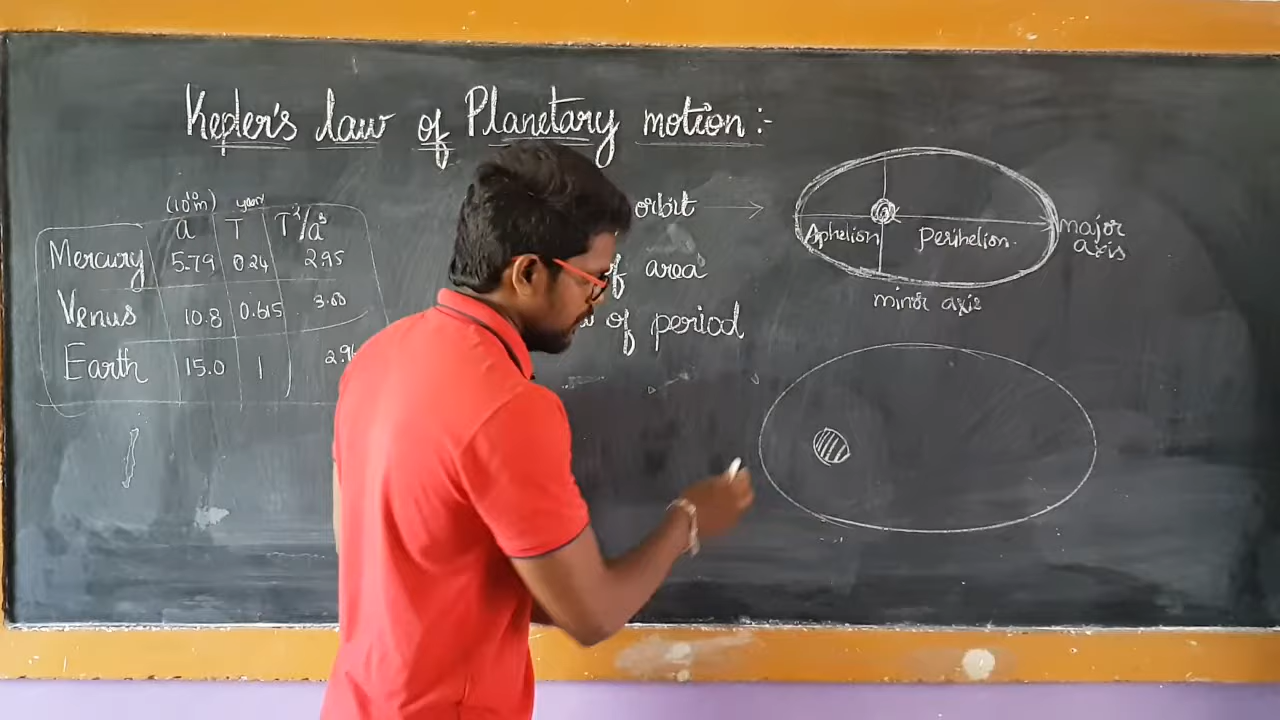 Kepler's law of Planetary motion :-
(10¹⁰m) year
a T T²/a³
Mercury 5.79 0.24 2.95
Venus 10.8 0.615 3.00
Earth 15.0 1 2.96
orbit
of area
of period
Aphelion Perihelion.
major
axis
minor axis